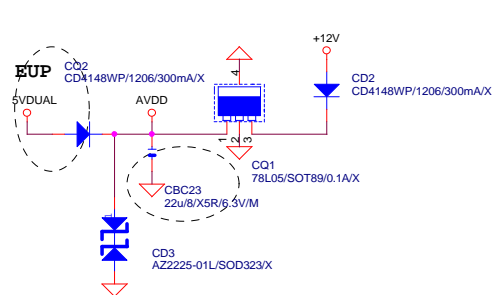 +12V
EUP
CQ2
CD4148WP/1206/300mA/X
4
CD2
CD4148WP/1206/300mA/X
5VDUAL
AVDD
1
2
3
CQ1
78L05/SOT89/0.1A/X
CBC23
22u/8/X5R/6.3V/M
1
CD3
AZ2225-01L/SOD323/X